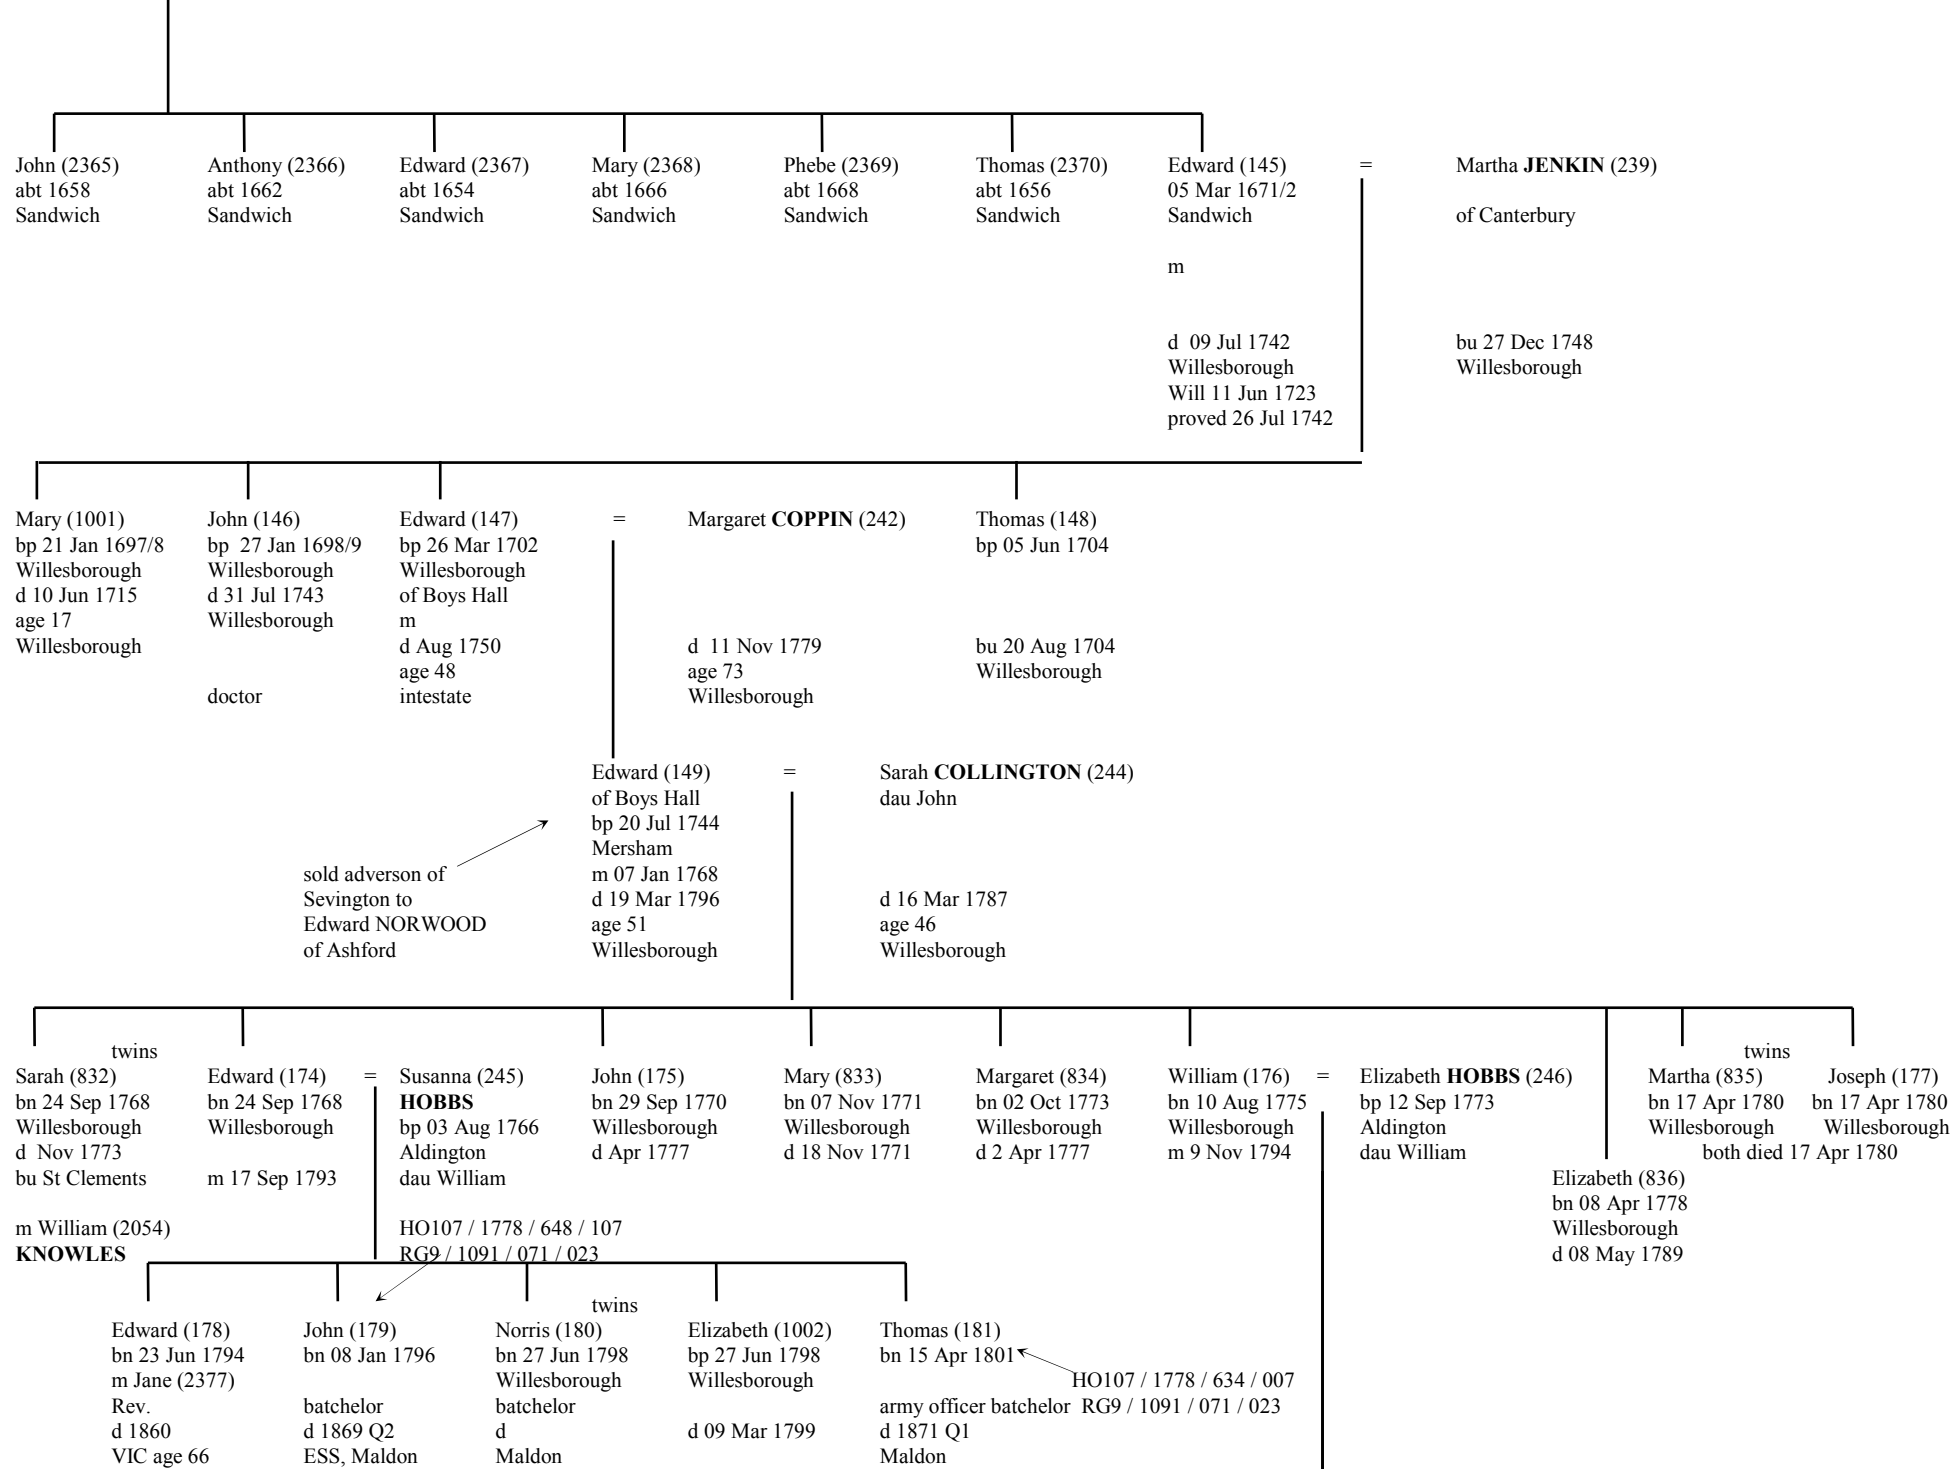 John (2365)
abt 1658
Sandwich
Anthony (2366)
abt 1662
Sandwich
Edward (2367)
abt 1654
Sandwich
Mary (2368)
abt 1666
Sandwich
Phebe (2369)
abt 1668
Sandwich
Thomas (2370)
abt 1656
Sandwich
Edward (145)
05 Mar 1671/2
Sandwich
m
d 09 Jul 1742
Willesborough
Will 11 Jun 1723
proved 26 Jul 1742
=
Martha JENKIN (239)
of Canterbury
bu 27 Dec 1748
Willesborough
Mary (1001)
bp 21 Jan 1697/8
Willesborough
d 10 Jun 1715
age 17
Willesborough
John (146)
bp 27 Jan 1698/9
Willesborough
d 31 Jul 1743
Willesborough
doctor
Edward (147)
bp 26 Mar 1702
Willesborough
of Boys Hall
m
d Aug 1750
age 48
intestate
=
Margaret COPPIN (242)
d 11 Nov 1779
age 73
Willesborough
Thomas (148)
bp 05 Jun 1704
bu 20 Aug 1704
Willesborough
sold adverson of
Sevington to
Edward NORWOOD
of Ashford
Edward (149)
of Boys Hall
bp 20 Jul 1744
Mersham
m 07 Jan 1768
d 19 Mar 1796
age 51
Willesborough
=
Sarah COLLINGTON (244)
dau John
d 16 Mar 1787
age 46
Willesborough
twins
Sarah (832)
bn 24 Sep 1768
Willesborough
d Nov 1773
bu St Clements
m William (2054)
KNOWLES
Edward (174)
bn 24 Sep 1768
Willesborough
m 17 Sep 1793
=
Susanna (245)
HOBBS
bp 03 Aug 1766
Aldington
dau William
HO107 / 1778 / 648 / 107
RG9 / 1091 / 071 / 023
John (175)
bn 29 Sep 1770
Willesborough
d Apr 1777
Mary (833)
bn 07 Nov 1771
Willesborough
d 18 Nov 1771
Margaret (834)
bn 02 Oct 1773
Willesborough
d 2 Apr 1777
William (176)
bn 10 Aug 1775
Willesborough
m 9 Nov 1794
=
Elizabeth HOBBS (246)
bp 12 Sep 1773
Aldington
dau William
Elizabeth (836)
bn 08 Apr 1778
Willesborough
d 08 May 1789
twins
Martha (835)
bn 17 Apr 1780
Willesborough
Joseph (177)
bn 17 Apr 1780
Willesborough
both died 17 Apr 1780
Edward (178)
bn 23 Jun 1794
m Jane (2377)
Rev.
d 1860
VIC age 66
John (179)
bn 08 Jan 1796
batchelor
d 1869 Q2
ESS, Maldon
twins
Norris (180)
bn 27 Jun 1798
Willesborough
batchelor
d
Maldon
Elizabeth (1002)
bp 27 Jun 1798
Willesborough
d 09 Mar 1799
Thomas (181)
bn 15 Apr 1801
army officer batchelor
d 1871 Q1
Maldon
HO107 / 1778 / 634 / 007
RG9 / 1091 / 071 / 023